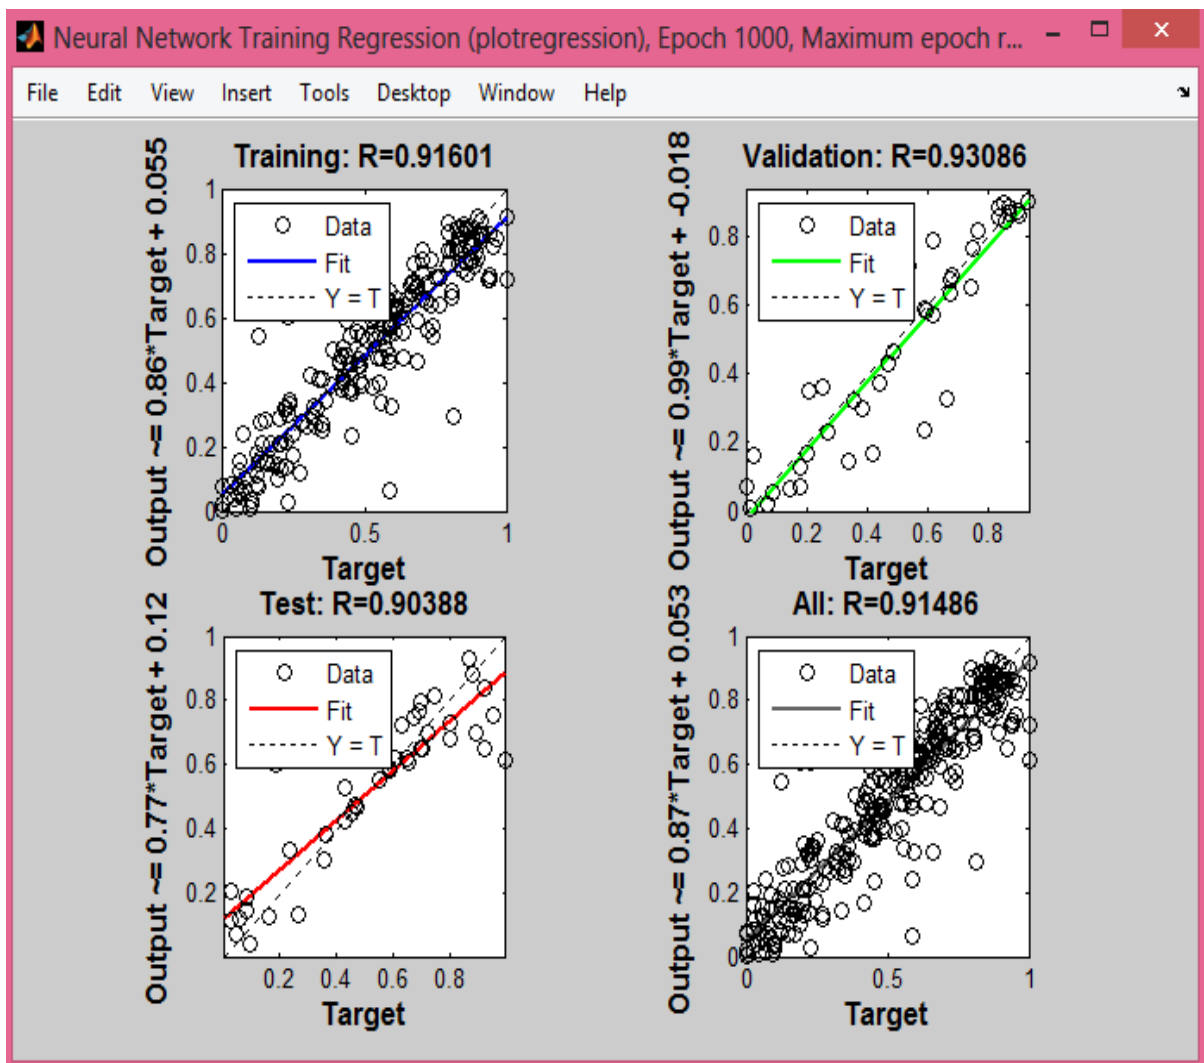 Neural Network Training Regression (plotregression), Epoch 1000, Maximum epoch r...
File Edit View Insert Tools Desktop Window Help
Training: R=0.91601
Output ~= 0.86*Target + 0.055
1
0.8
0.6
0.4
0.2
0
Data
Fit
Y = T
0 0.5 1
Target
Validation: R=0.93086
Output ~= 0.99*Target + -0.018
0.8
0.6
0.4
0.2
0
Data
Fit
Y = T
0 0.2 0.4 0.6 0.8
Target
Test: R=0.90388
Output ~= 0.77*Target + 0.12
1
0.8
0.6
0.4
0.2
Data
Fit
Y = T
0.2 0.4 0.6 0.8
Target
All: R=0.91486
Output ~= 0.87*Target + 0.053
1
0.8
0.6
0.4
0.2
0
Data
Fit
Y = T
0 0.5 1
Target